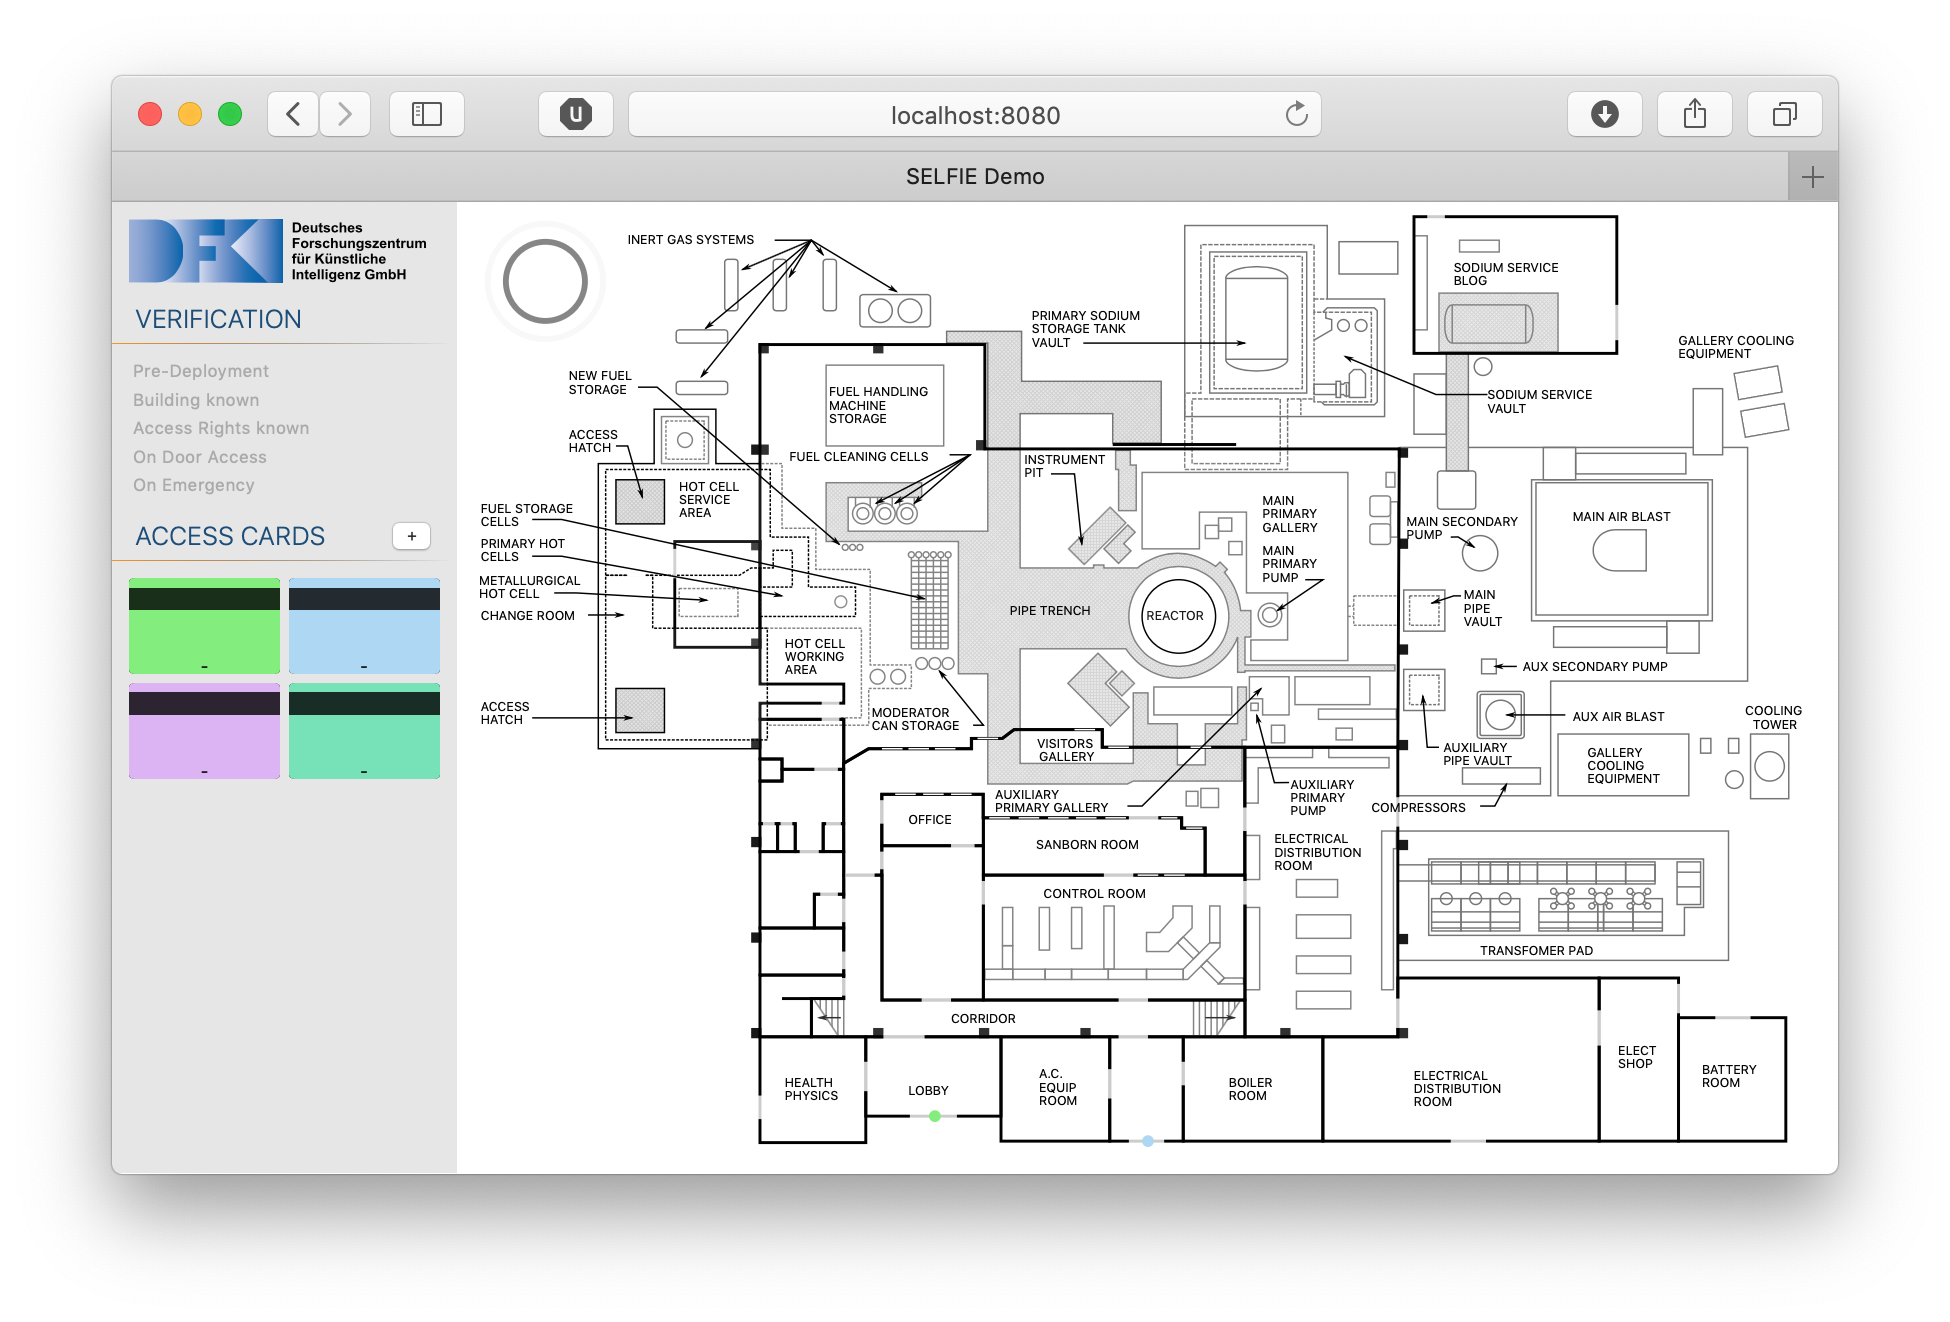 U
localhost:8080
SELFIE Demo
+
DFK
Deutsches
Forschungszentrum
für Künstliche
Intelligenz GmbH
VERIFICATION
Pre-Deployment
Building known
Access Rights known
On Door Access
On Emergency
ACCESS CARDS
+
-
-
-
-
INERT GAS SYSTEMS
SODIUM SERVICE
BLOG
PRIMARY SODIUM
STORAGE TANK
VAULT
GALLERY COOLING
EQUIPMENT
NEW FUEL
STORAGE
FUEL HANDLING
MACHINE
STORAGE
SODIUM SERVICE
VAULT
ACCESS
HATCH
FUEL CLEANING CELLS
INSTRUMENT
PIT
HOT CELL
SERVICE
AREA
MAIN
PRIMARY
GALLERY
FUEL STORAGE
CELLS
MAIN SECONDARY
PUMP
MAIN AIR BLAST
PRIMARY HOT
CELLS
MAIN
PRIMARY
PUMP
METALLURGICAL
HOT CELL
CHANGE ROOM
PIPE TRENCH
REACTOR
MAIN
PIPE
VAULT
HOT CELL
WORKING
AREA
AUX SECONDARY PUMP
ACCESS
HATCH
MODERATOR
CAN STORAGE
AUX AIR BLAST
COOLING
TOWER
VISITORS
GALLERY
AUXILIARY
PIPE VAULT
GALLERY
COOLING
EQUIPMENT
AUXILIARY
PRIMARY GALLERY
AUXILIARY
PRIMARY
PUMP
COMPRESSORS
OFFICE
SANBORN ROOM
ELECTRICAL
DISTRIBUTION
ROOM
CONTROL ROOM
TRANSFOMER PAD
CORRIDOR
HEALTH
PHYSICS
LOBBY
A.C.
EQUIP
ROOM
BOILER
ROOM
ELECTRICAL
DISTRIBUTION
ROOM
ELECT
SHOP
BATTERY
ROOM